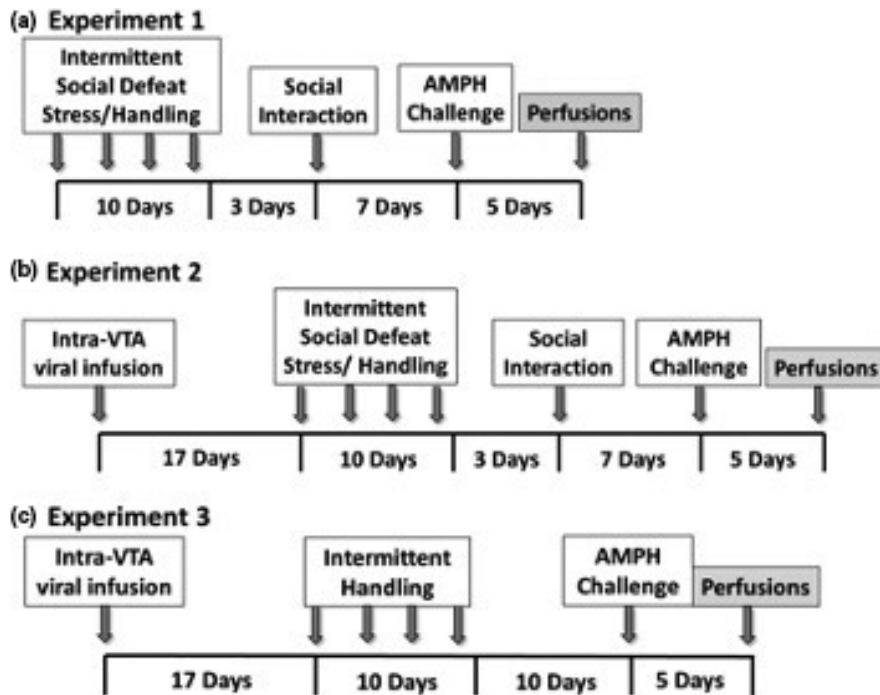 (a) Experiment 1
Intermittent
Social Defeat
Stress/Handling
Social
Interaction
AMPH
Challenge
Perfusions
10 Days
3 Days
7 Days
5 Days
(b) Experiment 2
Intra-VTA
viral infusion
Intermittent
Social Defeat
Stress/ Handling
Social
Interaction
AMPH
Challenge
Perfusions
17 Days
10 Days
3 Days
7 Days
5 Days
(c) Experiment 3
Intra-VTA
viral infusion
Intermittent
Handling
AMPH
Challenge
Perfusions
17 Days
10 Days
10 Days
5 Days